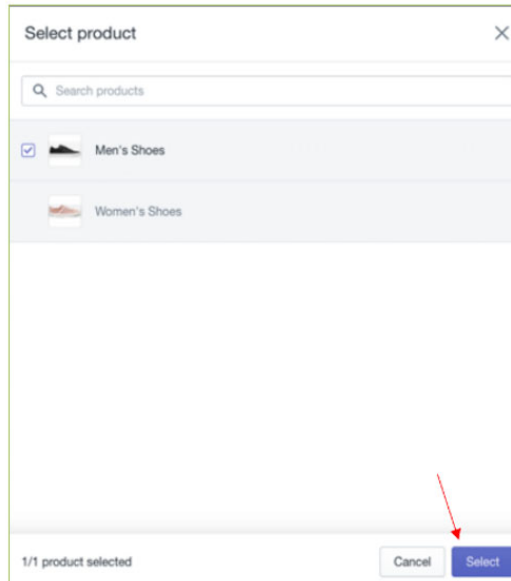 Select product
Search products
Men's Shoes
Women's Shoes
1/1 product selected
Cancel
Select